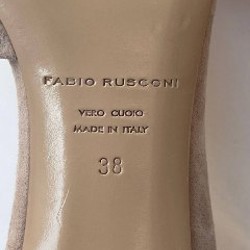 FABIO RUSCONI
VERO CUOIO
MADE IN ITALY
38